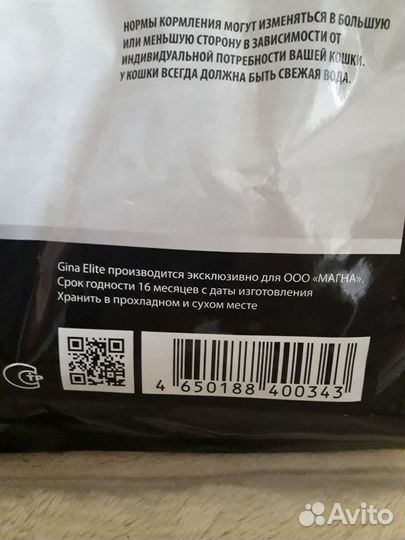 НОРМЫ КОРМЛЕНИЯ МОГУТ ИЗМЕНЯТЬСЯ В БОЛЬШУЮ
ИЛИ МЕНЬШУЮ СТОРОНУ В ЗАВИСИМОСТИ ОТ
ИНДИВИДУАЛЬНОЙ ПОТРЕБНОСТИ ВАШЕЙ КОШКИ.
У КОШКИ ВСЕГДА ДОЛЖНА БЫТЬ СВЕЖАЯ ВОДА.
Gina Elite производится эксклюзивно для ООО «МАГНА».
Срок годности 16 месяцев с даты изготовления
Хранить в прохладном и сухом месте
СТР
4 650188 400343
Avito